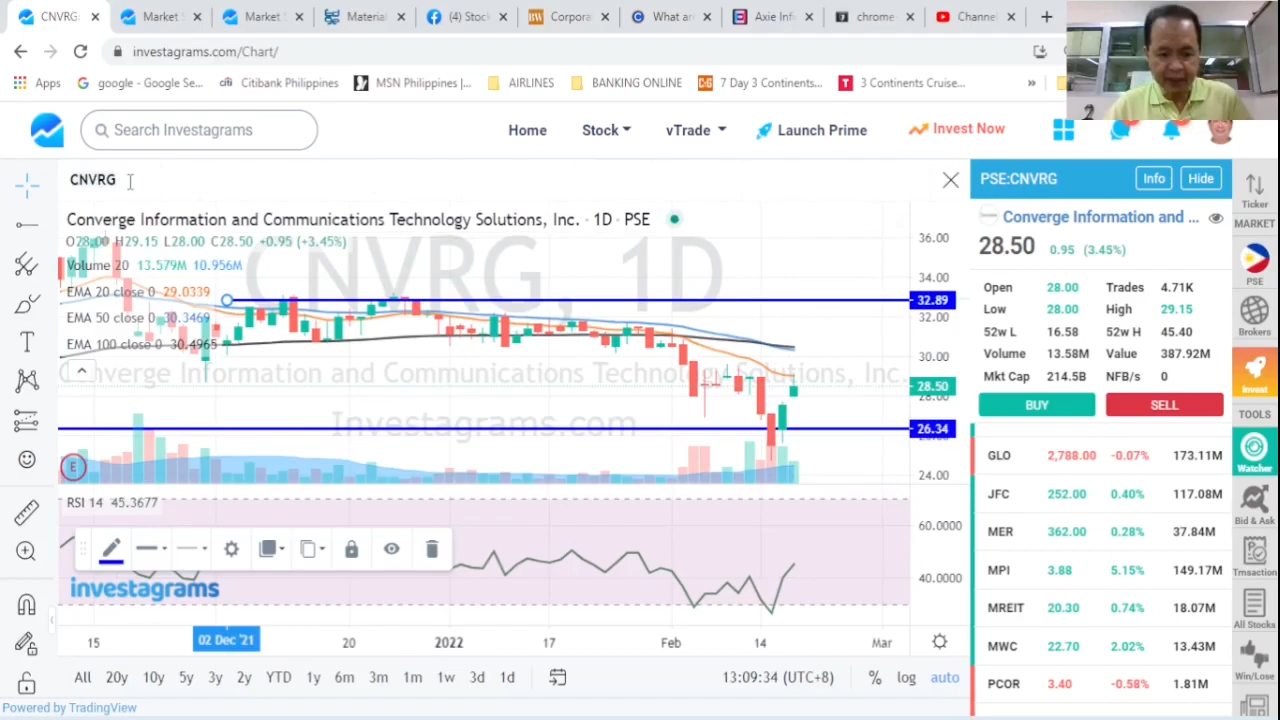 CNVRG
Market
Market S
Material
(4) Stock
Corpora
What are
Axie Infi
chrome
Channel
investagrams.com/Chart/
Apps
google - Google Se...
Citibank Philippines
MSN Philippines |...
AIRLINES
BANKING ONLINE
7 Day 3 Continents...
3 Continents Cruise...
»
Search Investagrams
Home
Stock
vTrade
Launch Prime
Invest Now
CNVRG
Converge Information and Communications Technology Solutions, Inc. · 1D · PSE
O28.00 H29.15 L28.00 C28.50 +0.95 (+3.45%)
Volume 20 13.579M 10.956M
EMA 20 close 0 29.0339
EMA 50 close 0 30.3469
EMA 100 close 0 30.4965
CNVRG, 1D
Converge Information and Communications Technology Solutions, Inc.
Investagrams.com
E
36.00
34.00
32.89
32.00
30.00
28.50
28.00
26.34
24.00
RSI 14 45.3677
60.0000
40.0000
investagrams
15
02 Dec '21
20
2022
17
Feb
14
Mar
All 20y 10y 5y 3y 2y YTD 1y 6m 3m 1m 1w 3d 1d
13:09:34 (UTC+8)
% log auto
Powered by TradingView
PSE:CNVRG
Info
Hide
Converge Information and ...
28.50 0.95 (3.45%)
Open 28.00 Trades 4.71K
Low 28.00 High 29.15
52w L 16.58 52w H 45.40
Volume 13.58M Value 387.92M
Mkt Cap 214.5B NFB/s 0
BUY
SELL
GLO 2,788.00 -0.07% 173.11M
JFC 252.00 0.40% 117.08M
MER 362.00 0.28% 37.84M
MPI 3.88 5.15% 149.17M
MREIT 20.30 0.74% 18.07M
MWC 22.70 2.02% 13.43M
PCOR 3.40 -0.58% 1.81M
Ticker
MARKET
PSE
Brokers
Invest
TOOLS
Watcher
Bid & Ask
Trnsaction
All Stocks
Win/Lose